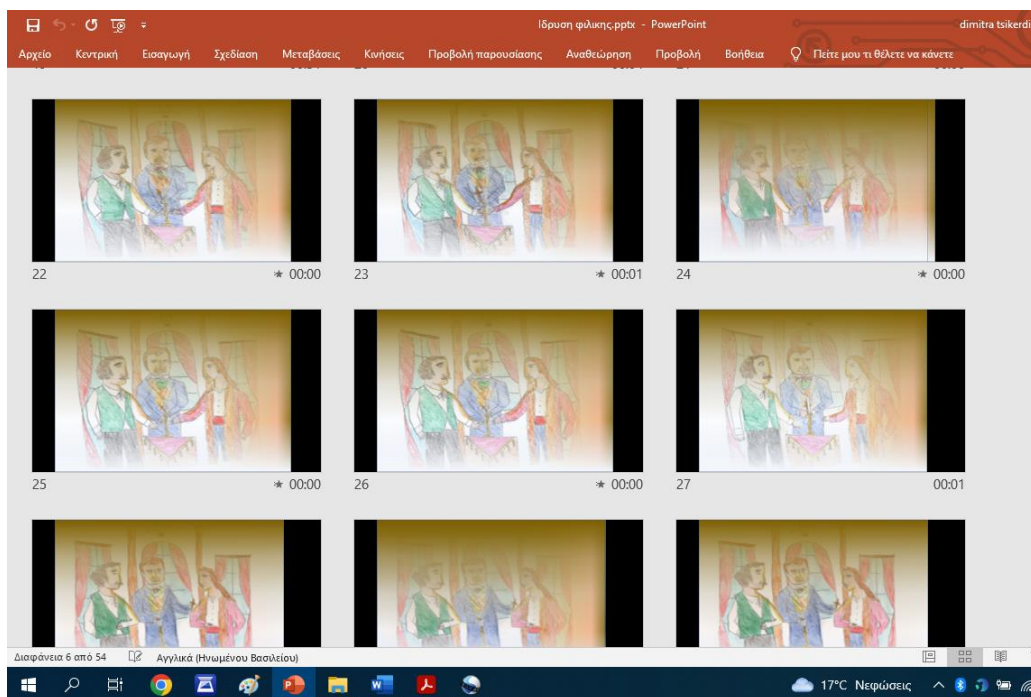 Ιδρυση φιλικης.pptx - PowerPoint
dimitra tsikerdi
Αρχείο Κεντρική Εισαγωγή Σχεδίαση Μεταβάσεις Κινήσεις Προβολή παρουσίασης Αναθεώρηση Προβολή Βοήθεια Πείτε μου τι θέλετε να κάνετε
22 00:00 23 00:01 24 00:00
25 00:00 26 00:00 27 00:01
Διαφάνεια 6 από 54 Αγγλικά (Ηνωμένου Βασιλείου)
17°C Νεφώσεις